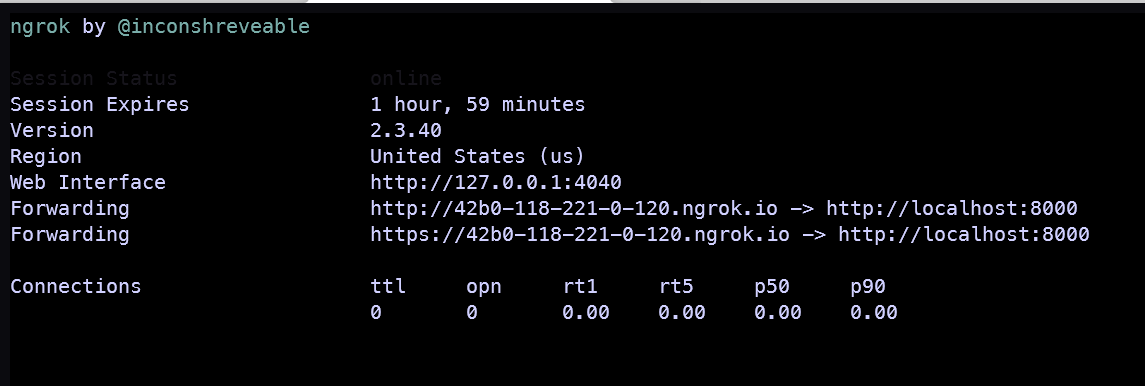 ngrok by @inconshreveable
Session Status online
Session Expires 1 hour, 59 minutes
Version 2.3.40
Region United States (us)
Web Interface http://127.0.0.1:4040
Forwarding http://42b0-118-221-0-120.ngrok.io -> http://localhost:8000
Forwarding https://42b0-118-221-0-120.ngrok.io -> http://localhost:8000
Connections ttl opn rt1 rt5 p50 p90
0 0 0.00 0.00 0.00 0.00